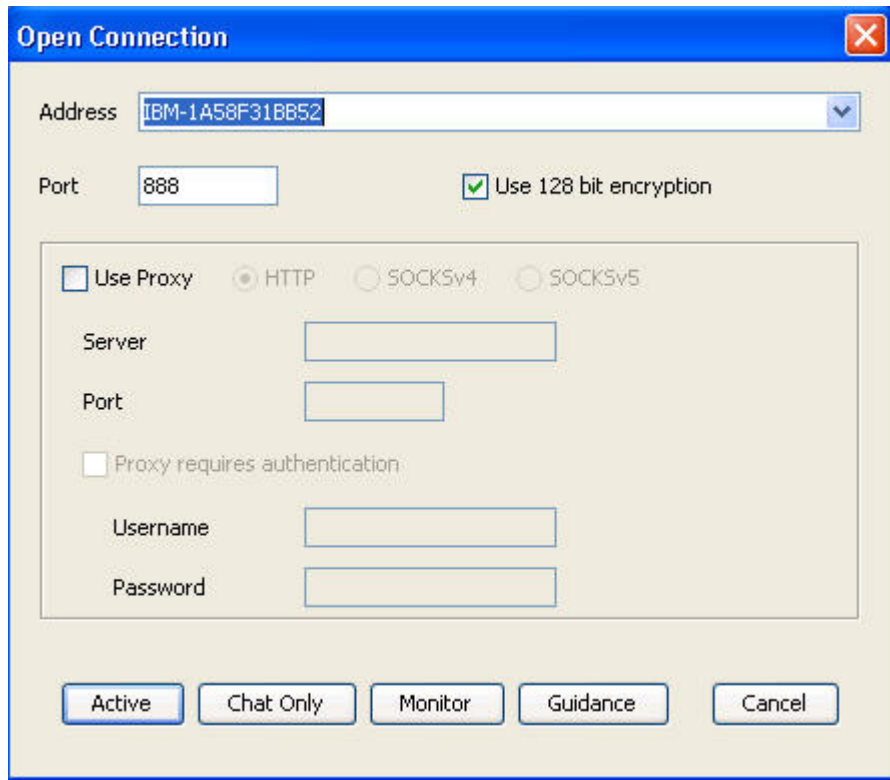 Open Connection
Address IBM-1A58F31BB52
Port 888 Use 128 bit encryption
Use Proxy HTTP SOCKSv4 SOCKSv5
Server
Port
Proxy requires authentication
Username
Password
Active Chat Only Monitor Guidance Cancel